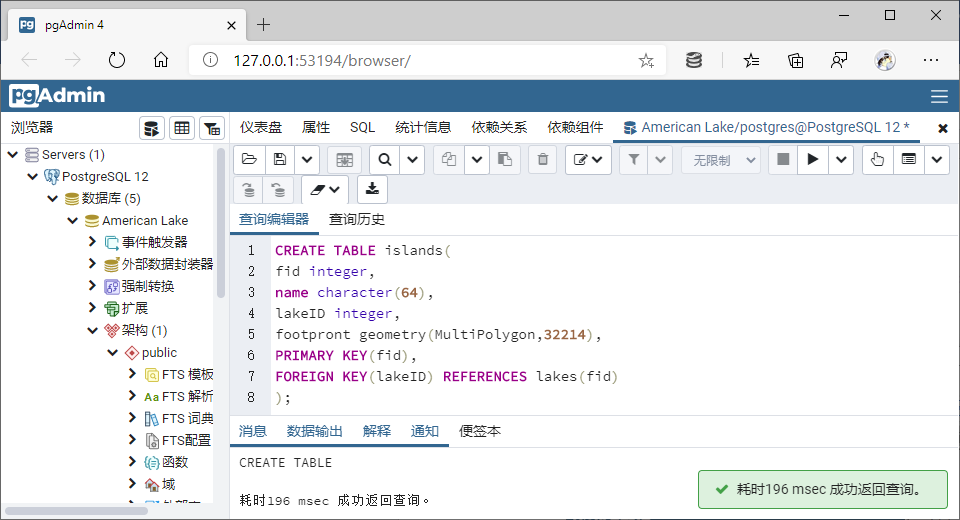 pgAdmin 4
127.0.0.1:53194/browser/
pgAdmin
浏览器
仪表盘 属性 SQL 统计信息 依赖关系 依赖组件 American Lake/postgres@PostgreSQL 12 *
无限制
Servers (1)
PostgreSQL 12
数据库 (5)
American Lake
事件触发器
外部数据封装器
强制转换
扩展
架构 (1)
public
FTS 模板
FTS 解析
FTS 词典
FTS配置
函数
域
查询编辑器 查询历史
1 CREATE TABLE islands(
2 fid integer,
3 name character(64),
4 lakeID integer,
5 footpront geometry(MultiPolygon,32214),
6 PRIMARY KEY(fid),
7 FOREIGN KEY(lakeID) REFERENCES lakes(fid)
8 );
消息 数据输出 解释 通知 便签本
CREATE TABLE
耗时196 msec 成功返回查询。
耗时196 msec 成功返回查询。